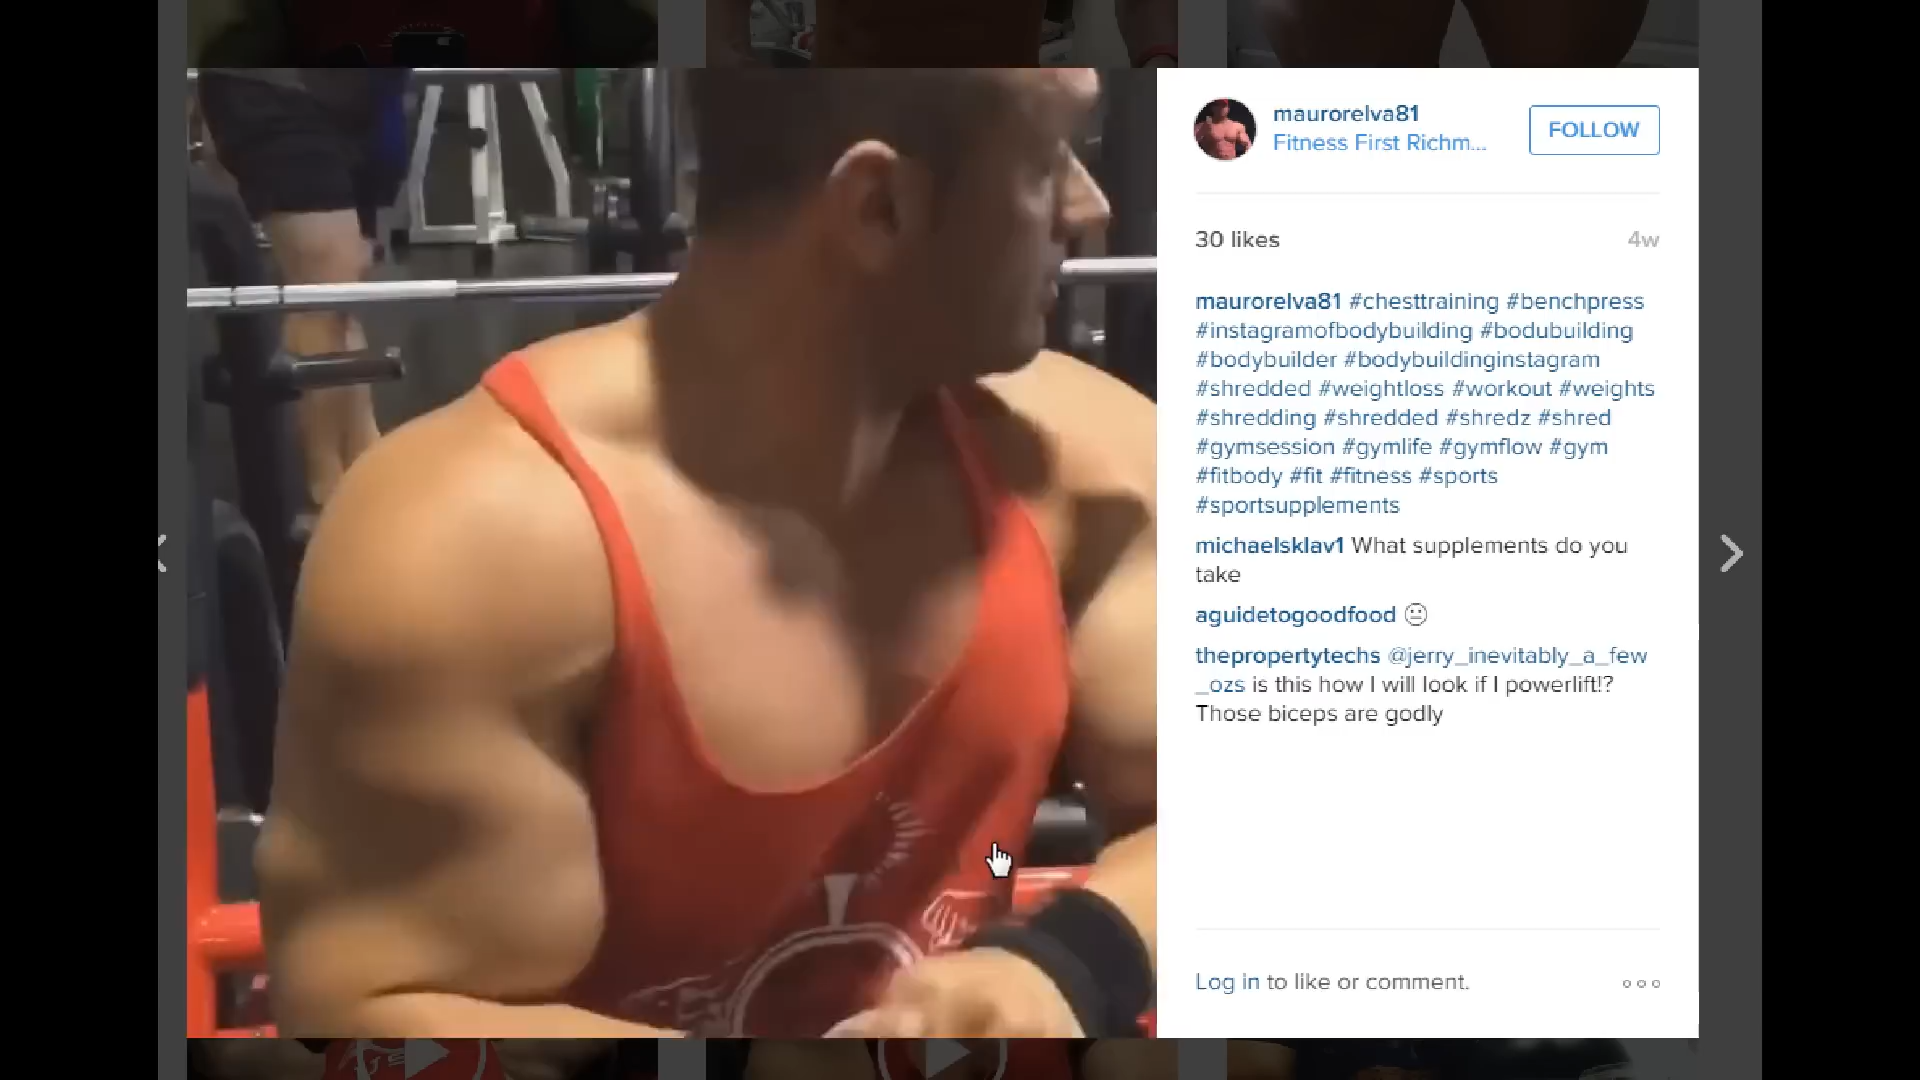 maurorelva81
Fitness First Richm...
FOLLOW
30 likes
4w
maurorelva81 #chesttraining #benchpress
#instagramofbodybuilding #bodubuilding
#bodybuilder #bodybuildinginstagram
#shredded #weightloss #workout #weights
#shredding #shredded #shredz #shred
#gymsession #gymlife #gymflow #gym
#fitbody #fit #fitness #sports
#sportsupplements
michaelsklav1 What supplements do you
take
aguidetogoodfood 😐
thepropertytechs @jerry_inevitably_a_few
_ozs is this how I will look if I powerlift!?
Those biceps are godly
Log in to like or comment.